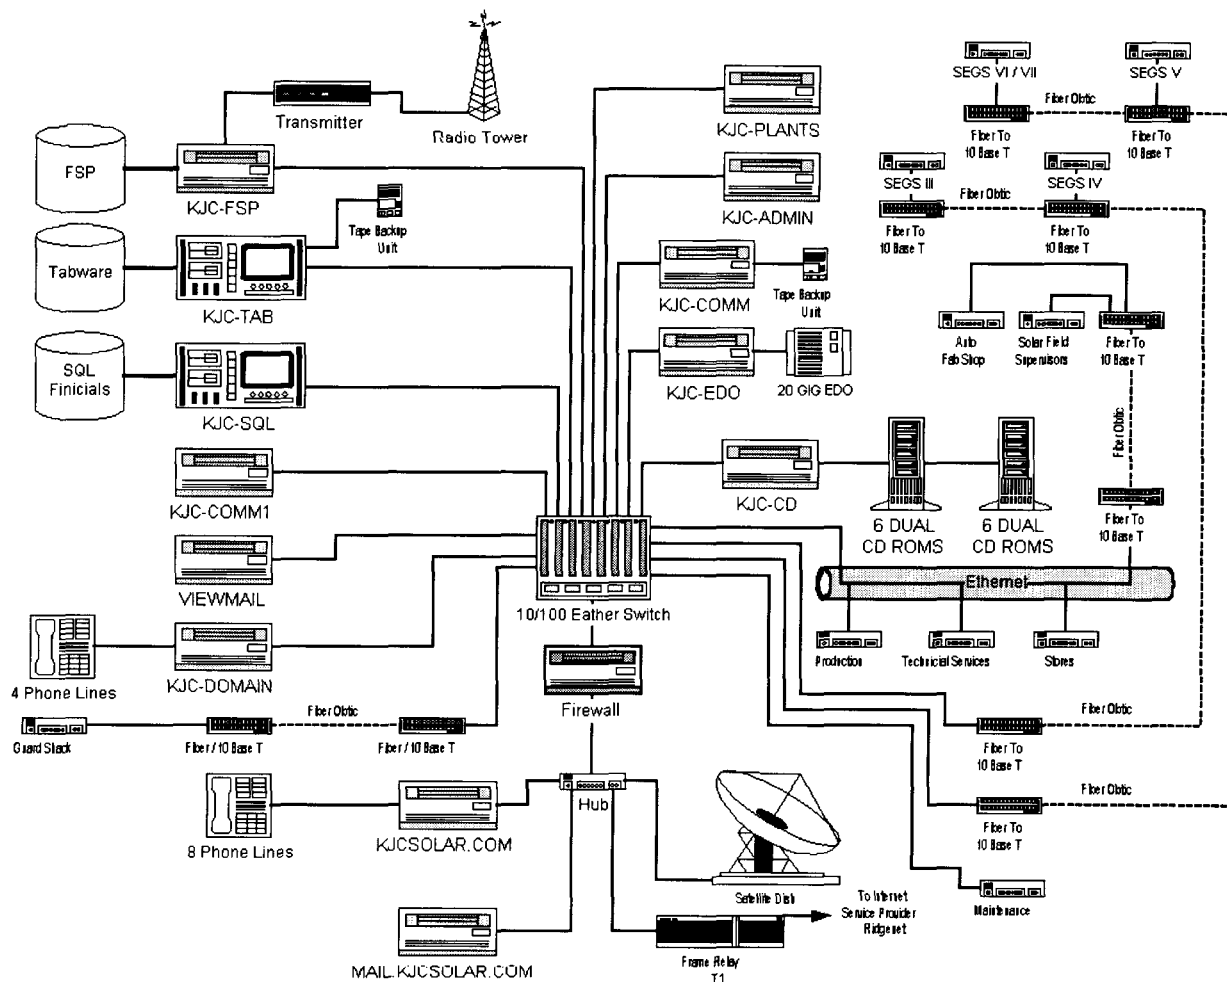 SEGS VI / VII
SEGS V
Fiber Obtic
Fiber To
10 Base T
Fiber To
10 Base T
Transmitter
Radio Tower
KJC-PLANTS
FSP
KJC-FSP
SEGS III
SEGS IV
Fiber Obtic
Fiber To
10 Base T
Fiber To
10 Base T
KJC-ADMIN
Tape Backup
Unit
Tabware
KJC-TAB
KJC-COMM
Tape Backup
Unit
Auto
Fab Shop
Solar Field
Supervisors
Fiber To
10 Base T
SQL
Finicials
KJC-SQL
KJC-EDO
20 GIG EDO
Fiber Obtic
KJC-COMM1
KJC-CD
6 DUAL
CD ROMS
6 DUAL
CD ROMS
Fiber To
10 Base T
VIEWMAIL
10/100 Eather Switch
Ethernet
Production
Technicial Services
Stores
4 Phone Lines
KJC-DOMAIN
Firewall
Guard Shack
Fiber / 10 Base T
Fiber Obtic
Fiber / 10 Base T
Fiber To
10 Base T
Fiber Obtic
8 Phone Lines
KJCSOLAR.COM
Hub
Fiber To
10 Base T
Fiber Obtic
Satellite Dish
Maintenance
MAIL.KJCSOLAR.COM
Frame Relay
T1
To Internet
Service Provider
Ridgenet